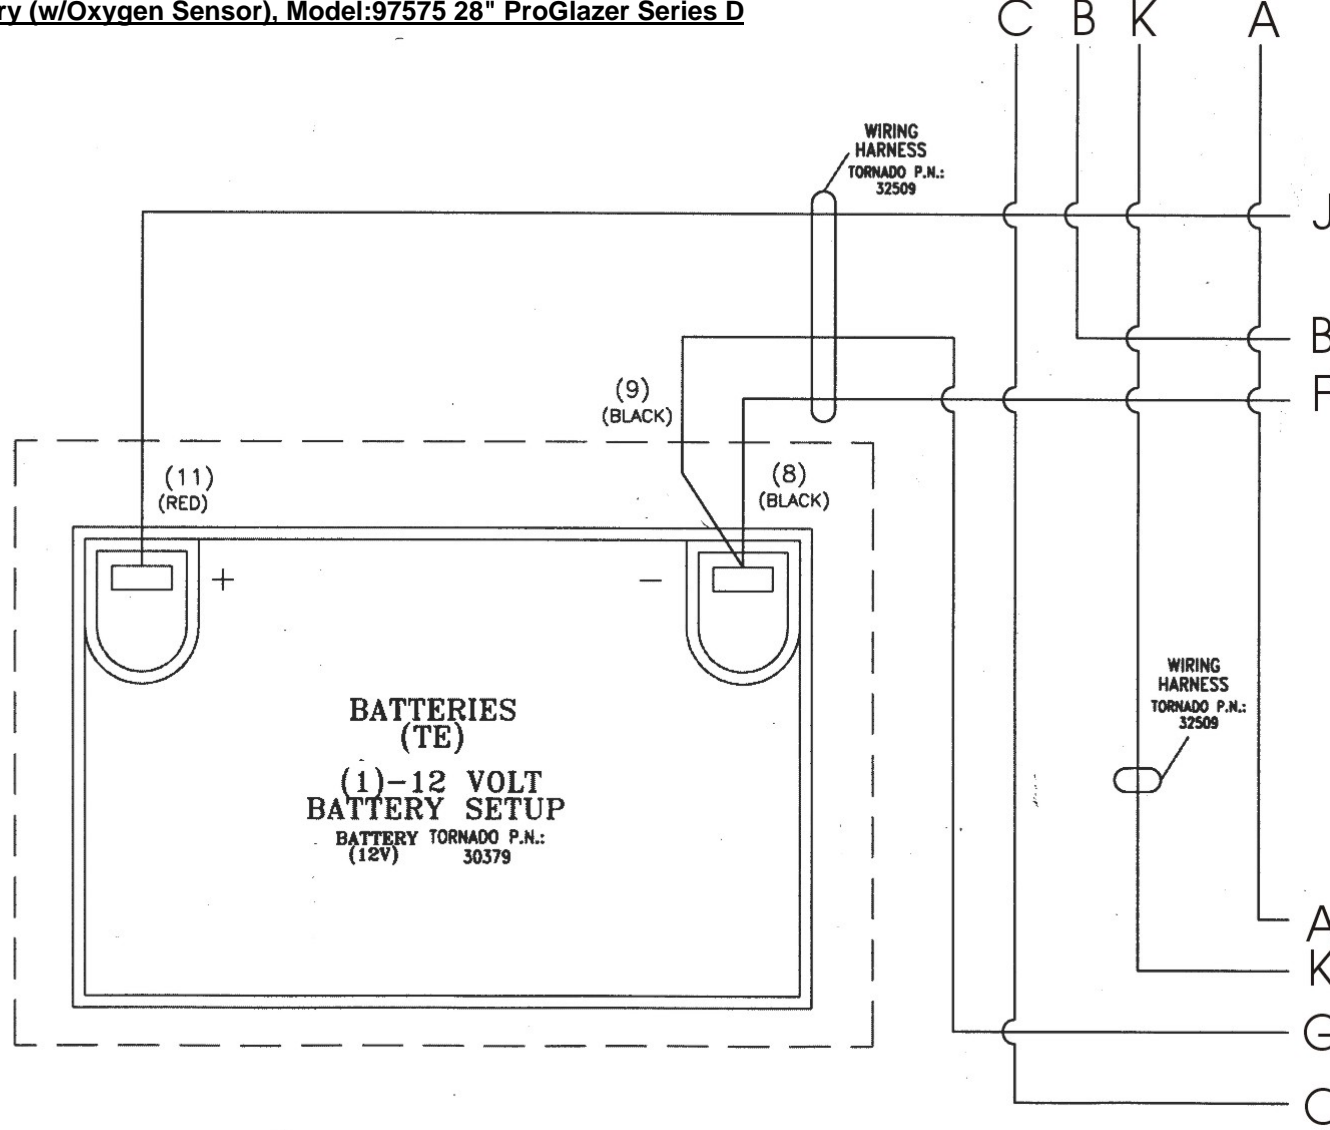 ry (w/Oxygen Sensor), Model:97575 28" ProGlazer Series D
C B K A
WIRING
HARNESS
TORNADO P.N.:
32509
J
B
(9)
(BLACK)
F
(11)
(RED)
(8)
(BLACK)
+
−
WIRING
HARNESS
TORNADO P.N.:
32509
BATTERIES
(TE)
(1)-12 VOLT
BATTERY SETUP
BATTERY TORNADO P.N.:
(12V) 30379
A
K
G
C